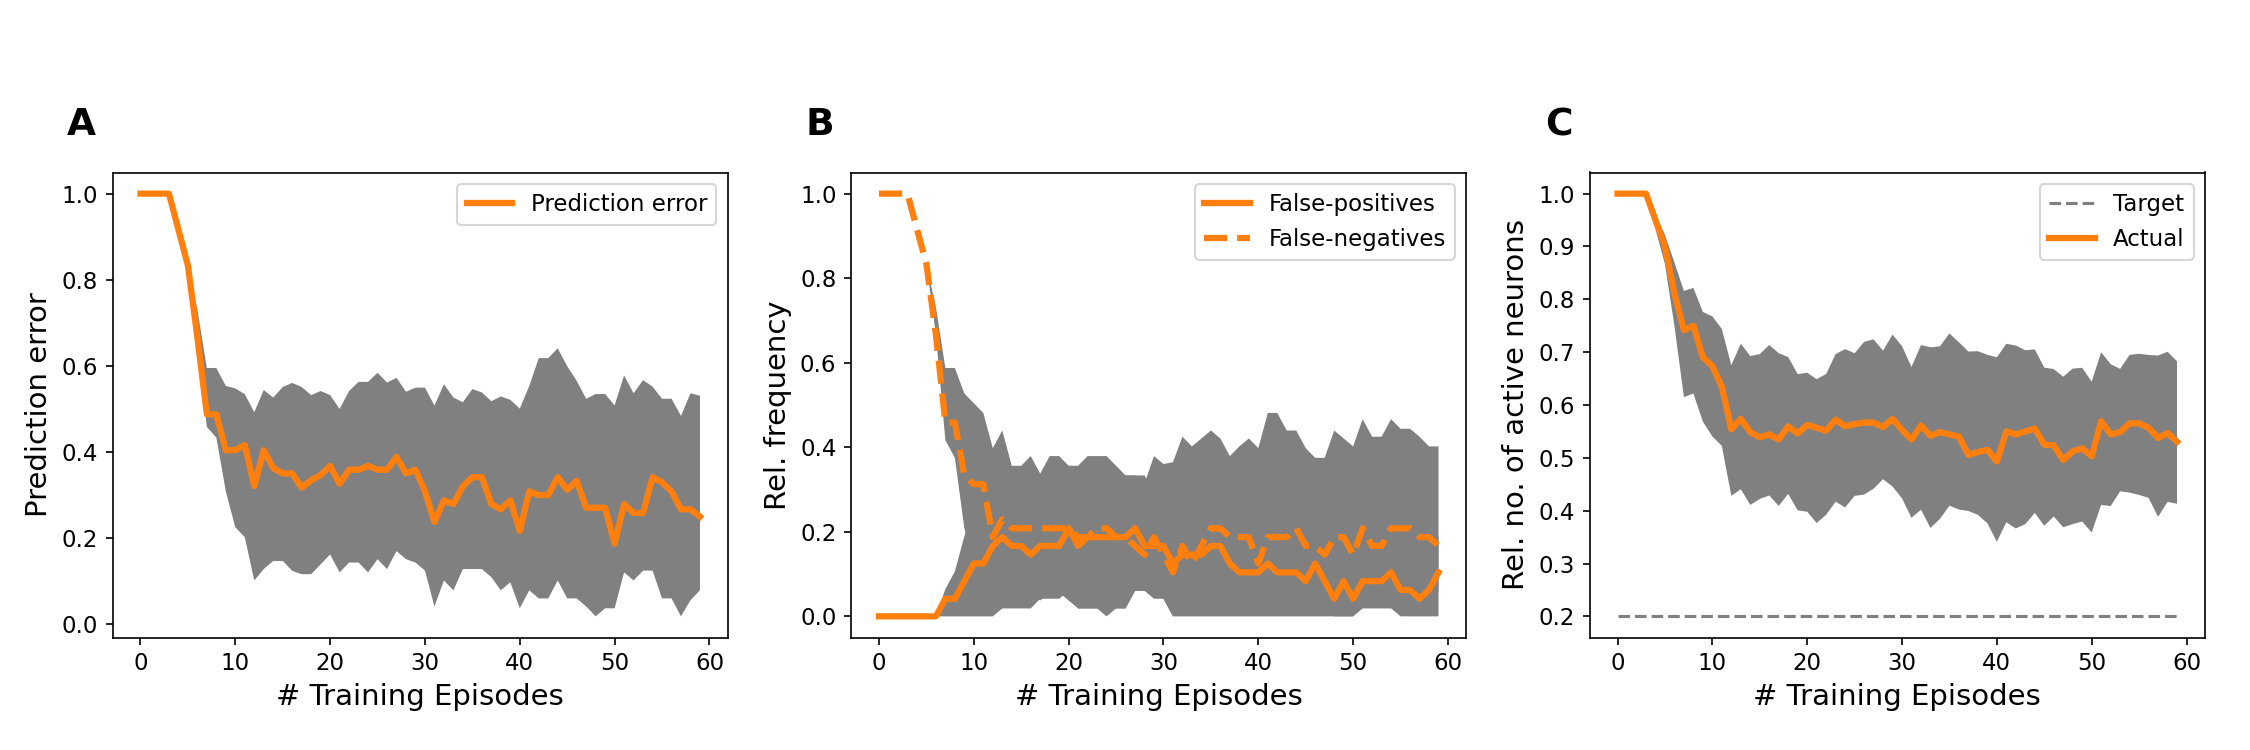 A
B
C
Prediction error
0.0
0.2
0.4
0.6
0.8
1.0
Prediction error
0 10 20 30 40 50 60
# Training Episodes
Rel. frequency
0.0
0.2
0.4
0.6
0.8
1.0
False-positives
False-negatives
0 10 20 30 40 50 60
# Training Episodes
Rel. no. of active neurons
0.2
0.3
0.4
0.5
0.6
0.7
0.8
0.9
1.0
Target
Actual
0 10 20 30 40 50 60
# Training Episodes